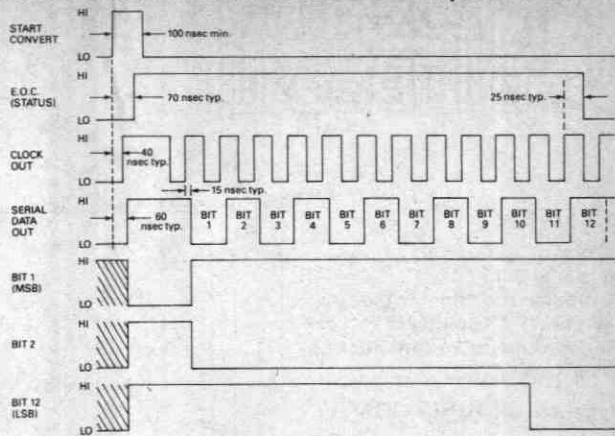 HI
START
CONVERT
100 nsec min.
LO
HI
E.O.C.
(STATUS)
70 nsec typ.
25 nsec typ.
LO
HI
CLOCK
OUT
40
nsec typ.
LO
15 nsec typ.
HI
SERIAL
DATA
OUT
60
nsec typ.
BIT 1
BIT 2
BIT 3
BIT 4
BIT 5
BIT 6
BIT 7
BIT 8
BIT 9
BIT 10
BIT 11
BIT 12
LO
HI
BIT 1
(MSB)
LO
HI
BIT 2
LO
HI
BIT 12
(LSB)
LO